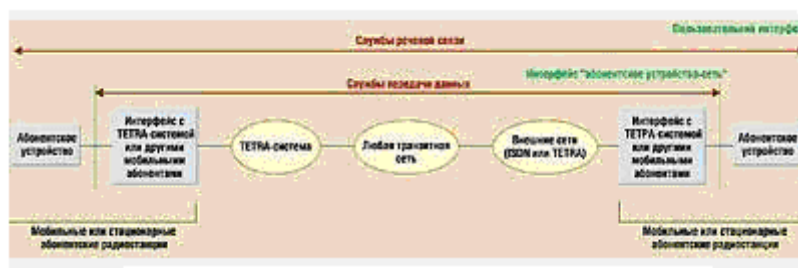 Пользовательский интерфе
Службы речевой связи
Интерфейс "абонентское устройство-сеть"
Службы передачи данных
Абонентское
устройство
Интерфейс с
TETRA-системой
или другими
мобильными
абонентами
TETRA-система
Любая транзитная
сеть
Внешние сети
(ISDN или TETRA)
Интерфейс с
TETRA-системой
или другими
мобильными
абонентами
Абонентское
устройство
Мобильные или стационарные
абонентские радиостанции
Мобильные или стационарные
абонентские радиостанции